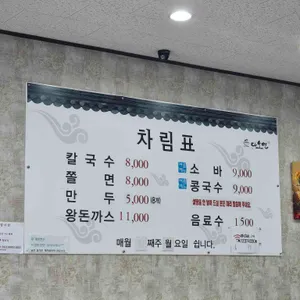 차림표
칼국수 8,000
쫄면 8,000
만두 5,000
왕돈까스 11,000
소바 9,000
콩국수 9,000
음료수 1500
매월 째주 월요일 쉽니다.